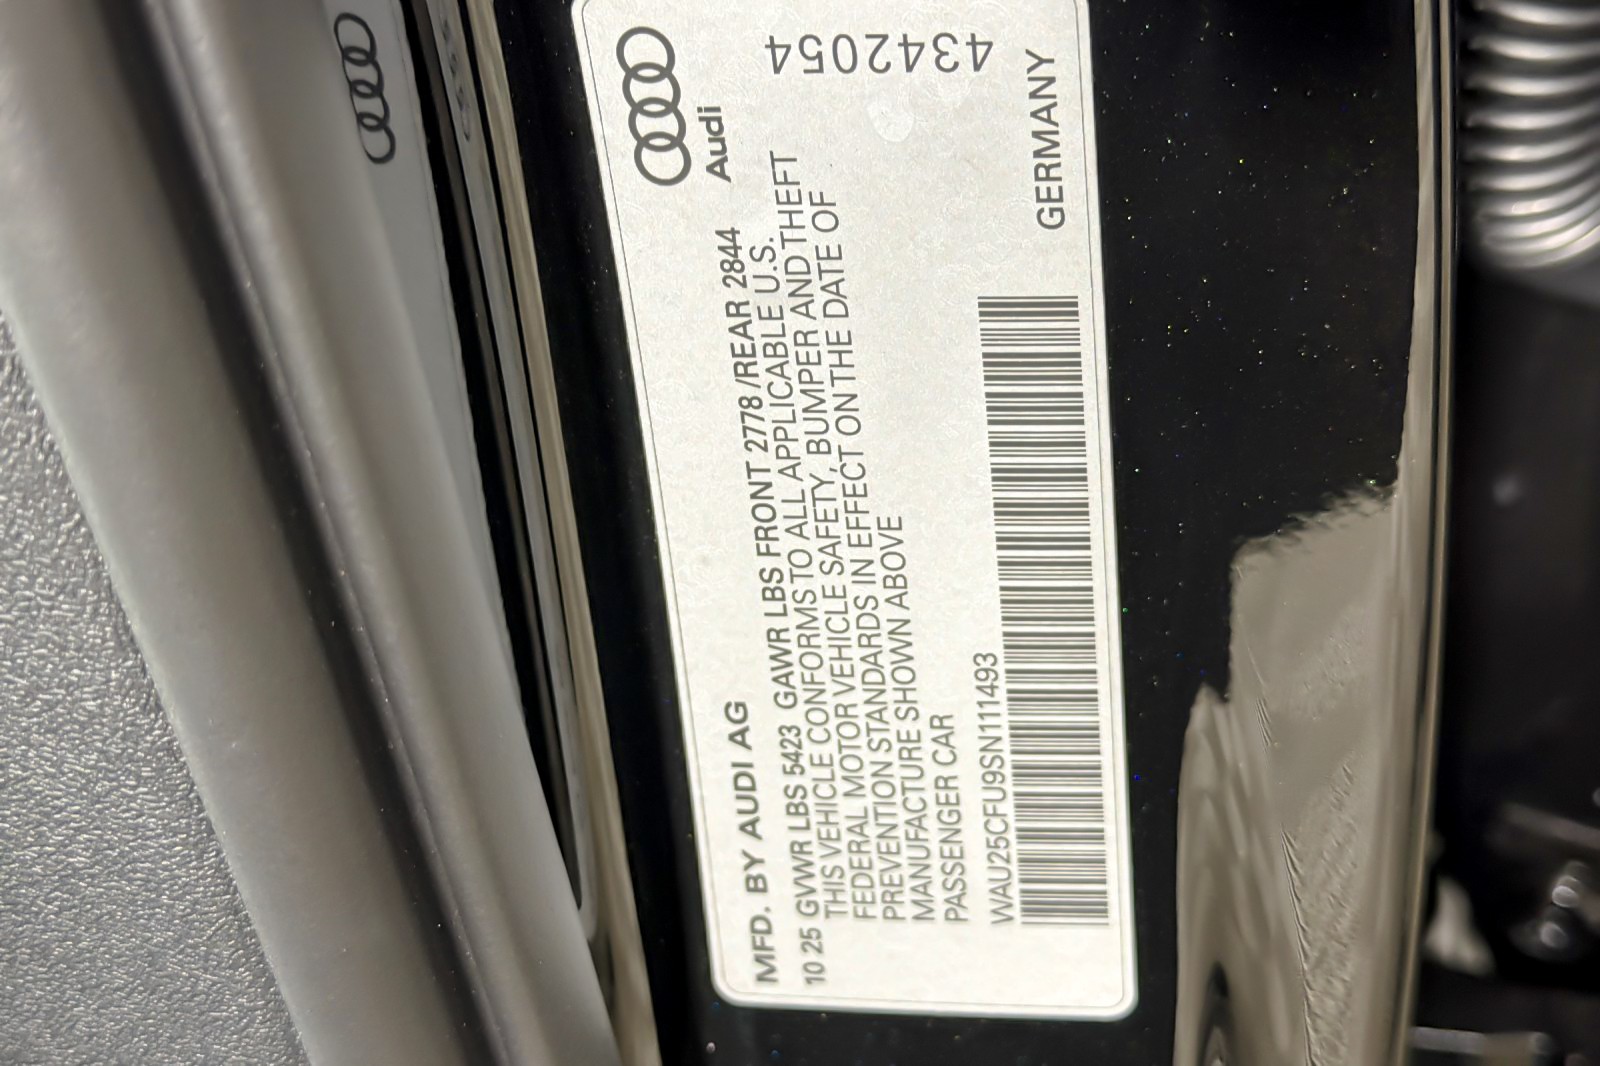 Audi
4342054
MFD. BY AUDI AG
10 25 GVWR LBS 5423 GAWR LBS FRONT 2778 /REAR 2844
THIS VEHICLE CONFORMS TO ALL APPLICABLE U.S.
FEDERAL MOTOR VEHICLE SAFETY, BUMPER AND THEFT
PREVENTION STANDARDS IN EFFECT ON THE DATE OF
MANUFACTURE SHOWN ABOVE
PASSENGER CAR
WAU25CFU9SN111493
GERMANY